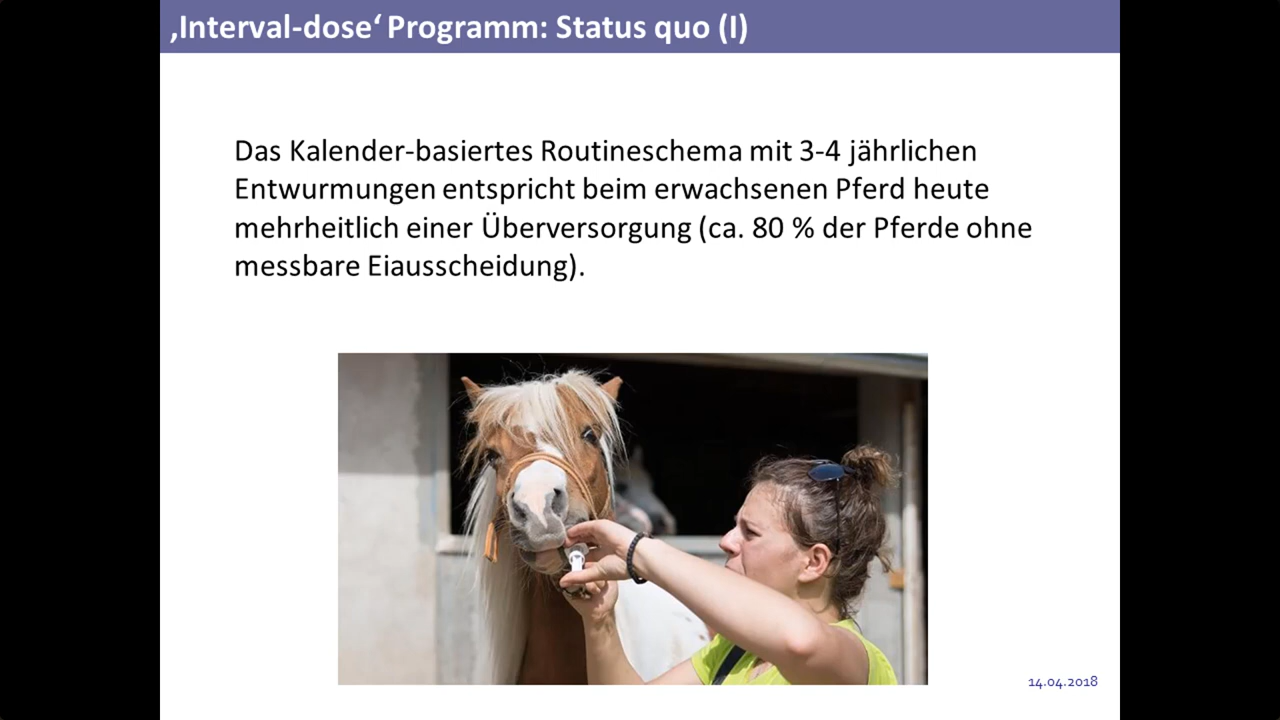 ‚Interval-dose‘ Programm: Status quo (I)
Das Kalender-basiertes Routineschema mit 3-4 jährlichen
Entwurmungen entspricht beim erwachsenen Pferd heute
mehrheitlich einer Überversorgung (ca. 80 % der Pferde ohne
messbare Eiausscheidung).
14.04.2018